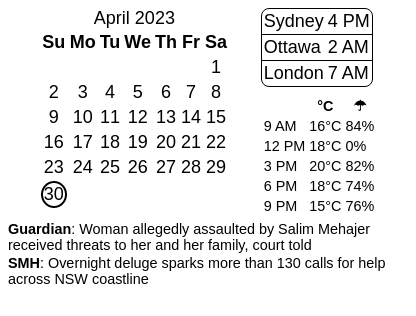 April 2023
Su Mo Tu We Th Fr Sa
1
2 3 4 5 6 7 8
9 10 11 12 13 14 15
16 17 18 19 20 21 22
23 24 25 26 27 28 29
30
Sydney 4 PM
Ottawa 2 AM
London 7 AM
°C ☂
9 AM 16°C 84%
12 PM 18°C 0%
3 PM 20°C 82%
6 PM 18°C 74%
9 PM 15°C 76%
Guardian: Woman allegedly assaulted by Salim Mehajer
received threats to her and her family, court told
SMH: Overnight deluge sparks more than 130 calls for help
across NSW coastline